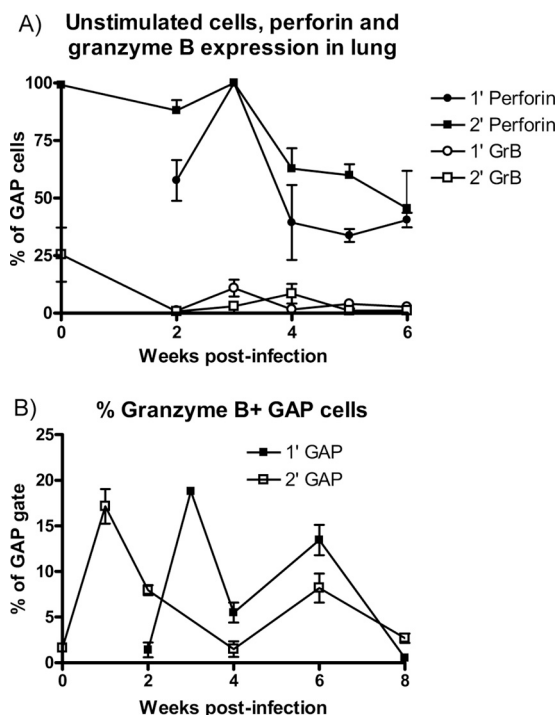 A)
Unstimulated cells, perforin and
granzyme B expression in lung
% of GAP cells
100
75
50
25
0
0 2 4 6
Weeks post-infection
1' Perforin
2' Perforin
1' GrB
2' GrB
B)
% Granzyme B+ GAP cells
% of GAP gate
25
20
15
10
5
0
0 2 4 6 8
Weeks post-infection
1' GAP
2' GAP